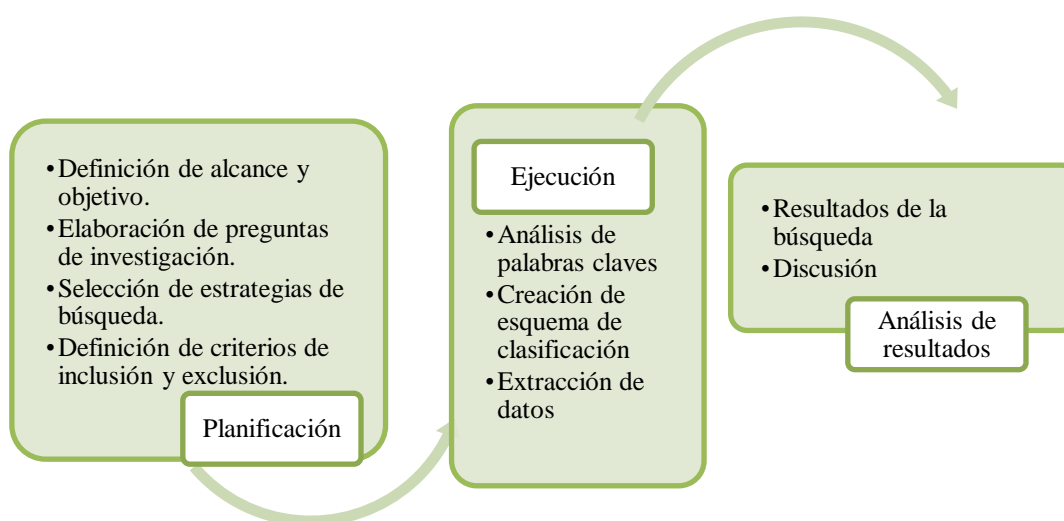 •Definición de alcance y
objetivo.
•Elaboración de preguntas
de investigación.
•Selección de estrategias de
búsqueda.
•Definición de criterios de
inclusión y exclusión.
Planificación
Ejecución
•Análisis de
palabras claves
•Creación de
esquema de
clasificación
•Extracción de
datos
•Resultados de la
búsqueda
•Discusión
Análisis de
resultados